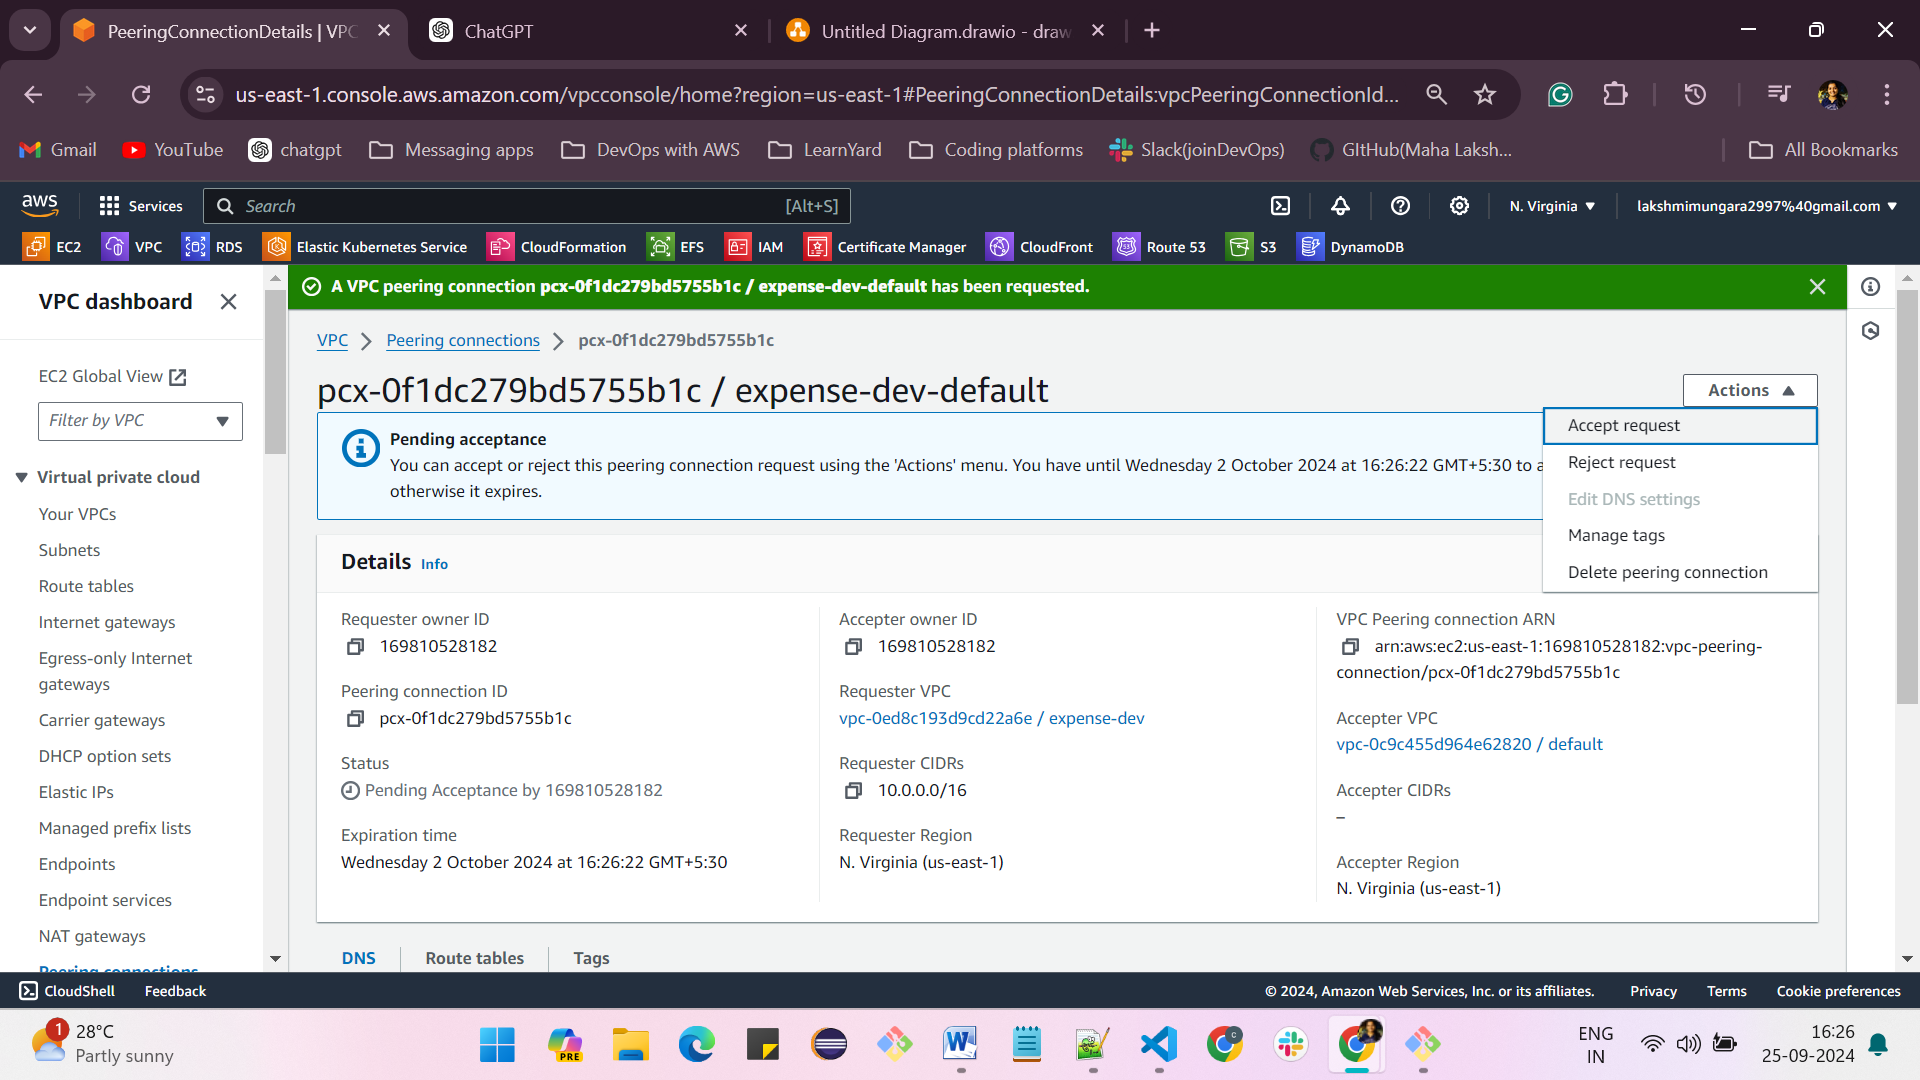 PeeringConnectionDetails | VPC
ChatGPT
Untitled Diagram.drawio - draw
us-east-1.console.aws.amazon.com/vpcconsole/home?region=us-east-1#PeeringConnectionDetails:vpcPeeringConnectionId...
Gmail
YouTube
chatgpt
Messaging apps
DevOps with AWS
LearnYard
Coding platforms
Slack(joinDevOps)
GItHub(Maha Laksh...
All Bookmarks
aws
Services
Search
[Alt+S]
N. Virginia
lakshmimungara2997%40gmail.com
EC2
VPC
RDS
Elastic Kubernetes Service
CloudFormation
EFS
IAM
Certificate Manager
CloudFront
Route 53
S3
DynamoDB
VPC dashboard
EC2 Global View
Filter by VPC
Virtual private cloud
Your VPCs
Subnets
Route tables
Internet gateways
Egress-only Internet
gateways
Carrier gateways
DHCP option sets
Elastic IPs
Managed prefix lists
Endpoints
Endpoint services
NAT gateways
Peering connections
A VPC peering connection pcx-0f1dc279bd5755b1c / expense-dev-default has been requested.
VPC
Peering connections
pcx-0f1dc279bd5755b1c
pcx-0f1dc279bd5755b1c / expense-dev-default
Actions
Accept request
Reject request
Edit DNS settings
Manage tags
Delete peering connection
Pending acceptance
You can accept or reject this peering connection request using the 'Actions' menu. You have until Wednesday 2 October 2024 at 16:26:22 GMT+5:30 to a
otherwise it expires.
Details Info
Requester owner ID
169810528182
Peering connection ID
pcx-0f1dc279bd5755b1c
Status
Pending Acceptance by 169810528182
Expiration time
Wednesday 2 October 2024 at 16:26:22 GMT+5:30
Accepter owner ID
169810528182
Requester VPC
vpc-0ed8c193d9cd22a6e / expense-dev
Requester CIDRs
10.0.0.0/16
Requester Region
N. Virginia (us-east-1)
VPC Peering connection ARN
arn:aws:ec2:us-east-1:169810528182:vpc-peering-
connection/pcx-0f1dc279bd5755b1c
Accepter VPC
vpc-0c9c455d964e62820 / default
Accepter CIDRs
–
Accepter Region
N. Virginia (us-east-1)
DNS
Route tables
Tags
CloudShell
Feedback
© 2024, Amazon Web Services, Inc. or its affiliates.
Privacy
Terms
Cookie preferences
1
28°C
Partly sunny
PRE
ENG
IN
16:26
25-09-2024